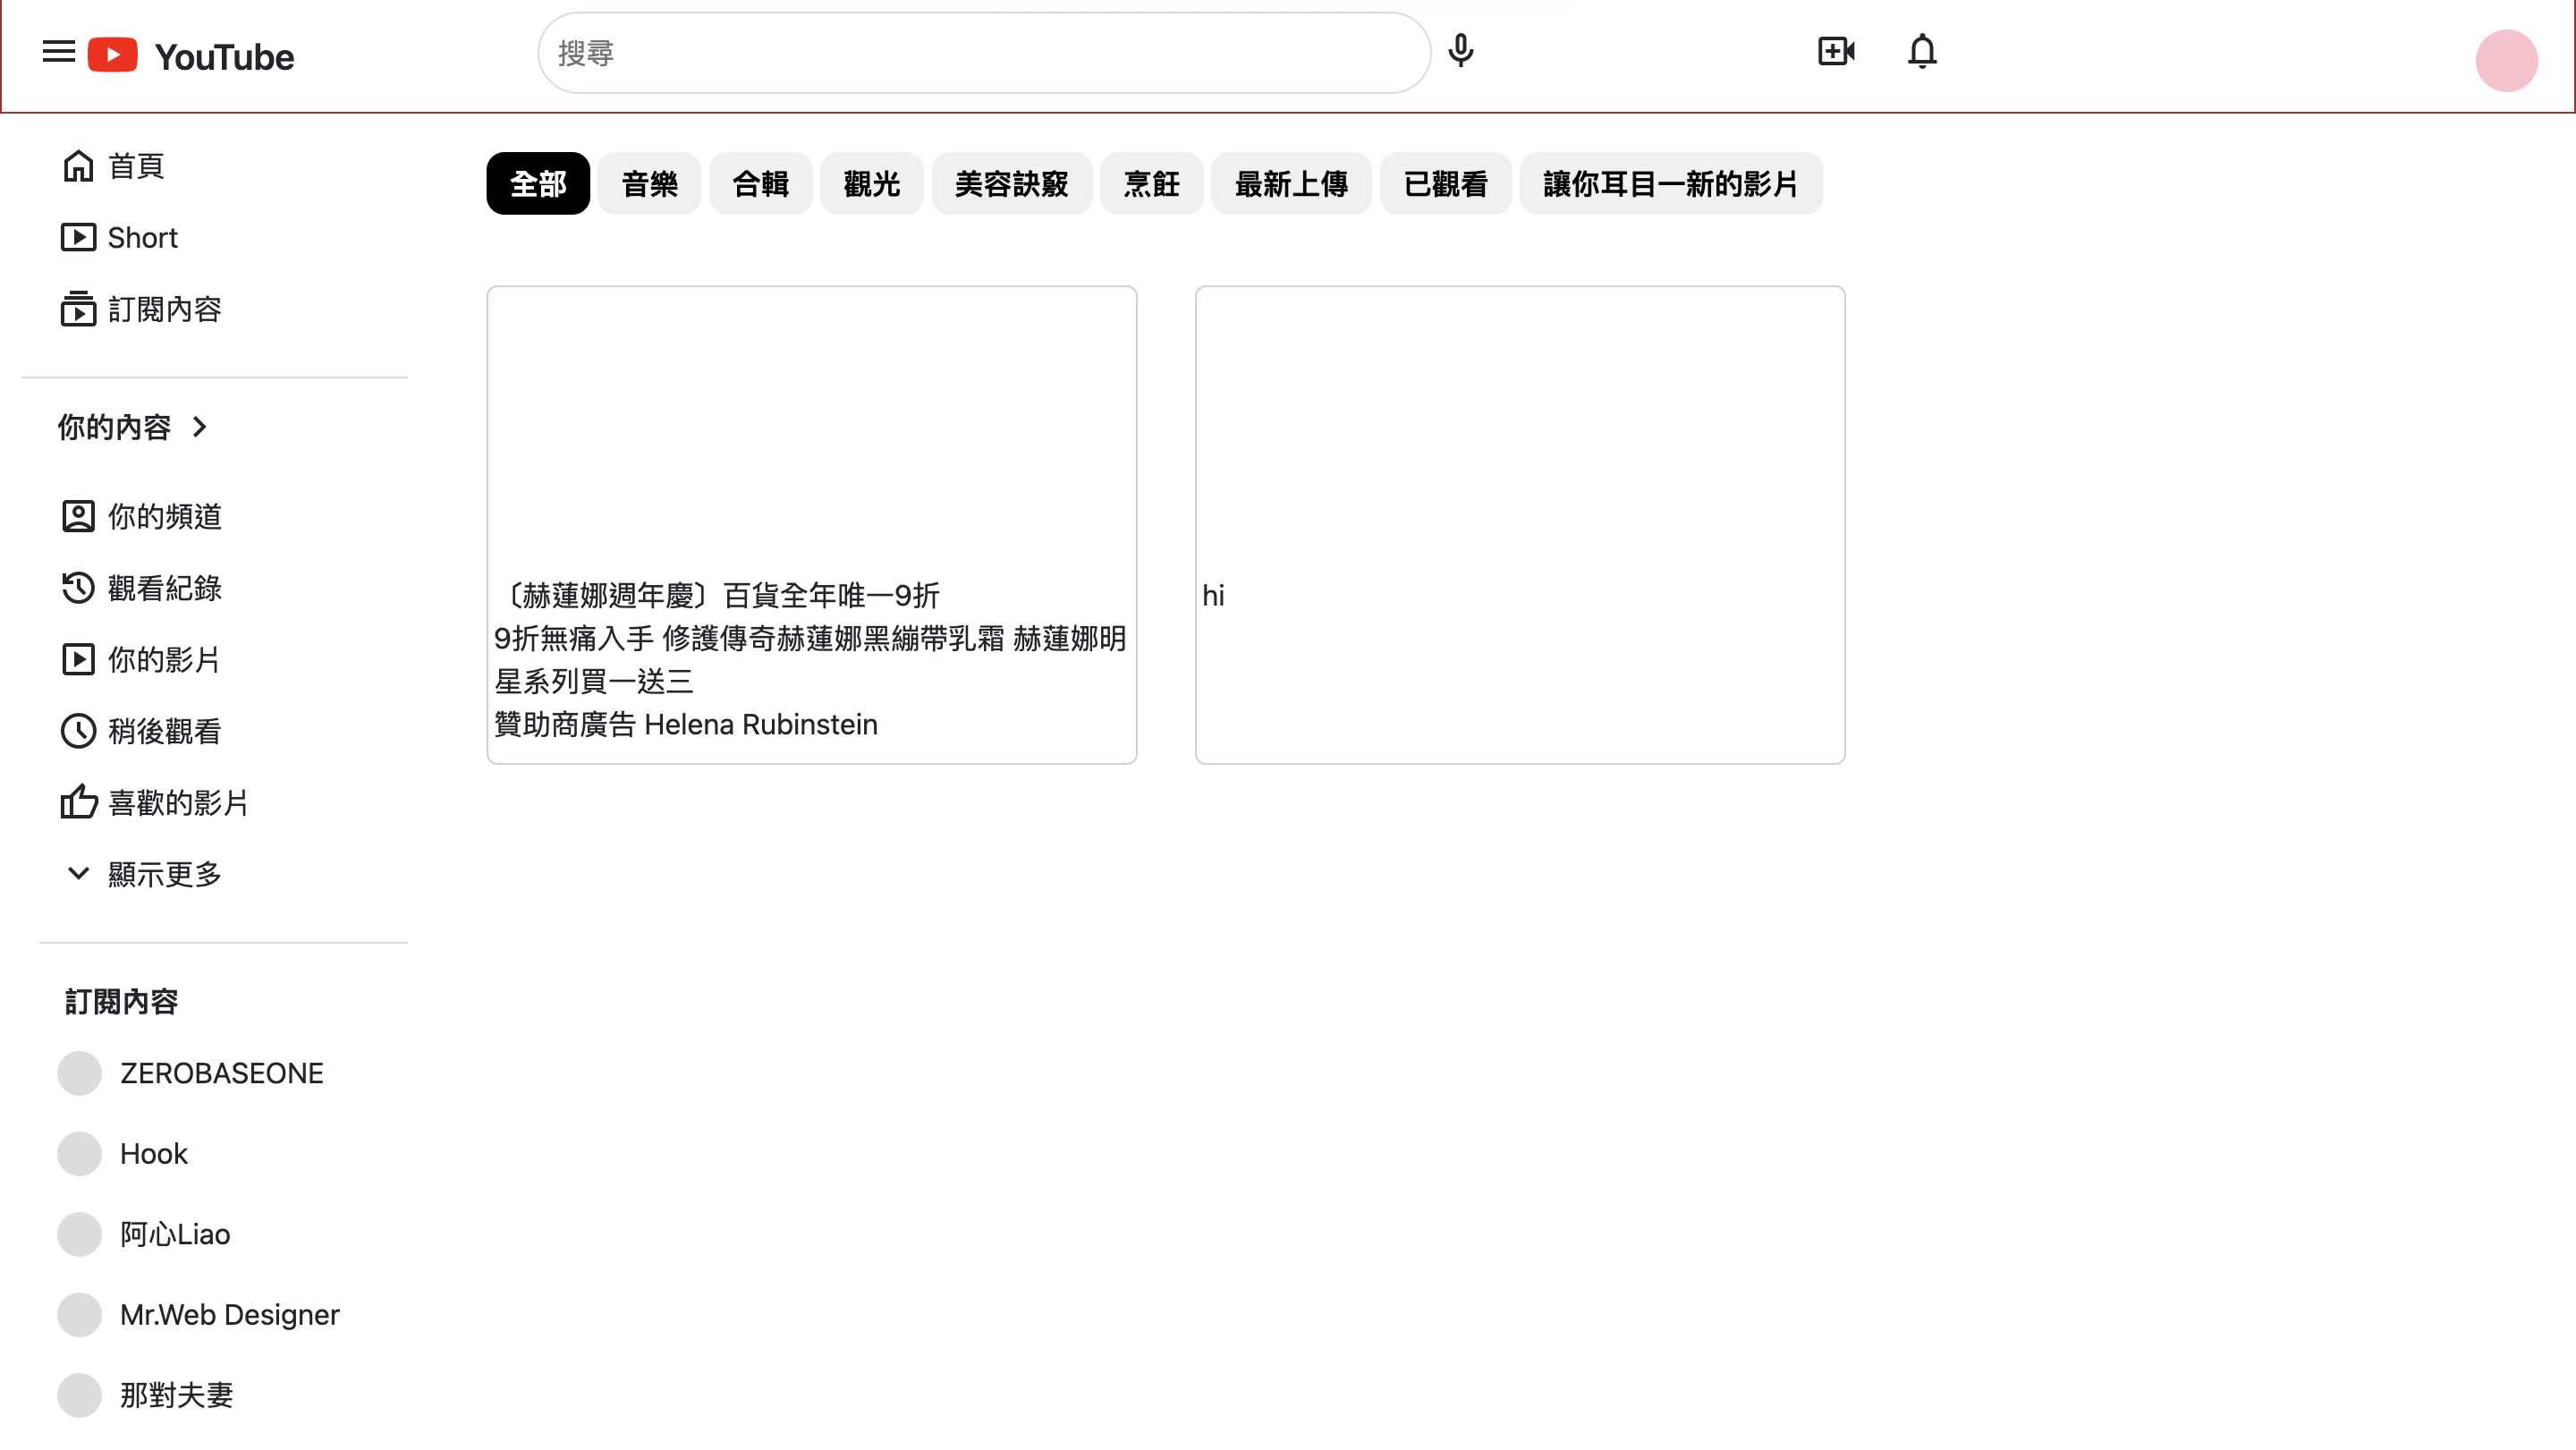 YouTube
搜尋
首頁
Short
訂閱內容
你的內容
你的頻道
觀看紀錄
你的影片
稍後觀看
喜歡的影片
顯示更多
訂閱內容
ZEROBASEONE
Hook
阿心Liao
Mr.Web Designer
那對夫妻
全部 音樂 合輯 觀光 美容訣竅 烹飪 最新上傳 已觀看 讓你耳目一新的影片
〔赫蓮娜週年慶〕百貨全年唯一9折
9折無痛入手 修護傳奇赫蓮娜黑繃帶乳霜 赫蓮娜明
星系列買一送三
贊助商廣告 Helena Rubinstein
hi